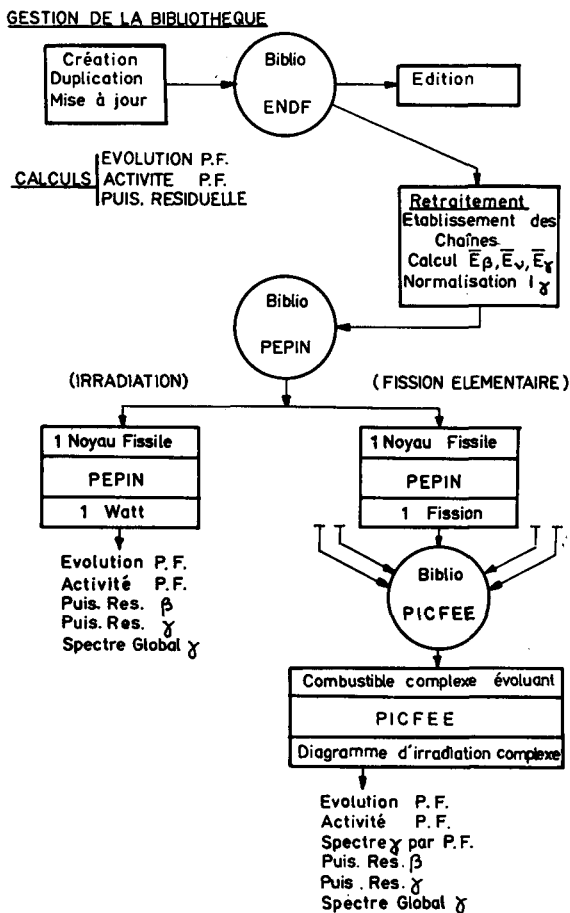 GESTION DE LA BIBLIOTHEQUE
Création
Duplication
Mise à jour
Biblio
ENDF
Edition
CALCULS
EVOLUTION P.F.
ACTIVITE P.F.
PUIS. RESIDUELLE
Retraitement
Etablissement des
Chaînes
Calcul E̅β, E̅ν, E̅γ
Normalisation Iγ
Biblio
PEPIN
(IRRADIATION)
(FISSION ELEMENTAIRE)
1 Noyau Fissile
PEPIN
1 Watt
1 Noyau Fissile
PEPIN
1 Fission
Evolution P.F.
Activité P.F.
Puis. Res. β
Puis. Res. γ
Spectre Global γ
Biblio
PICFEE
Combustible complexe évoluant
PICFEE
Diagramme d'irradiation complexe
Evolution P.F.
Activité P.F.
Spectre γ par P.F.
Puis. Res. β
Puis. Res. γ
Spectre Global γ